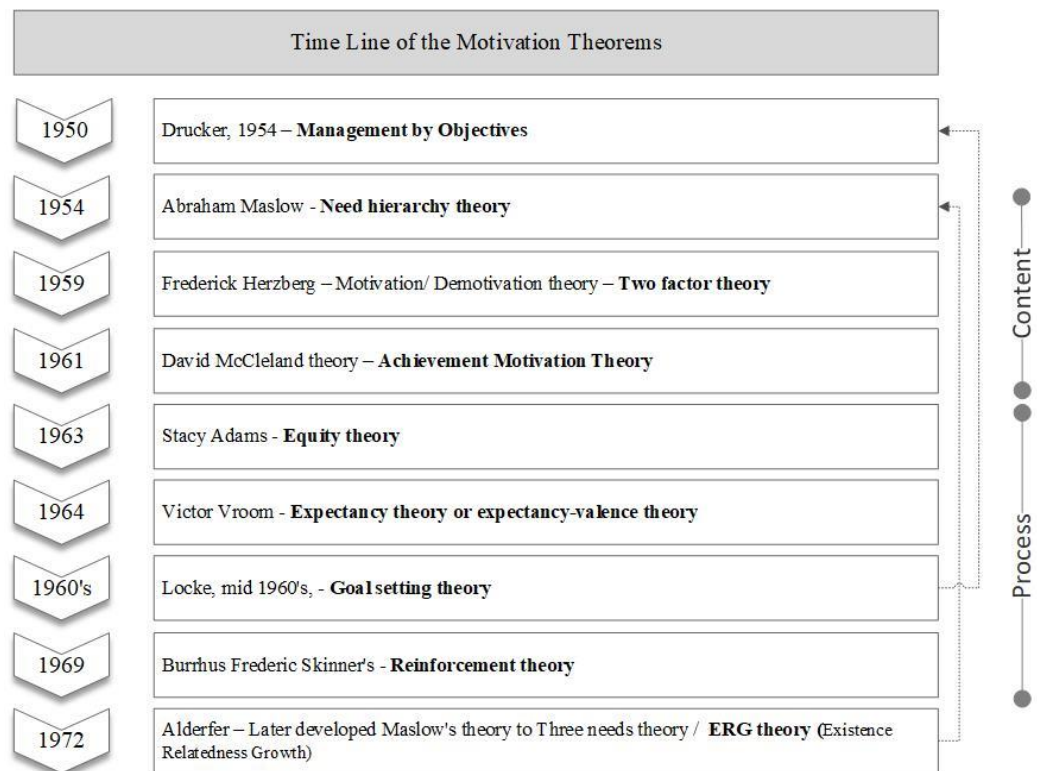 Time Line of the Motivation Theorems
1950
Drucker, 1954 – Management by Objectives
1954
Abraham Maslow - Need hierarchy theory
1959
Frederick Herzberg – Motivation/ Demotivation theory – Two factor theory
1961
David McCleland theory – Achievement Motivation Theory
1963
Stacy Adams - Equity theory
1964
Victor Vroom - Expectancy theory or expectancy-valence theory
1960's
Locke, mid 1960's, - Goal setting theory
1969
Burrhus Frederic Skinner's - Reinforcement theory
1972
Alderfer – Later developed Maslow's theory to Three needs theory / ERG theory (Existence
Relatedness Growth)
Content
Process